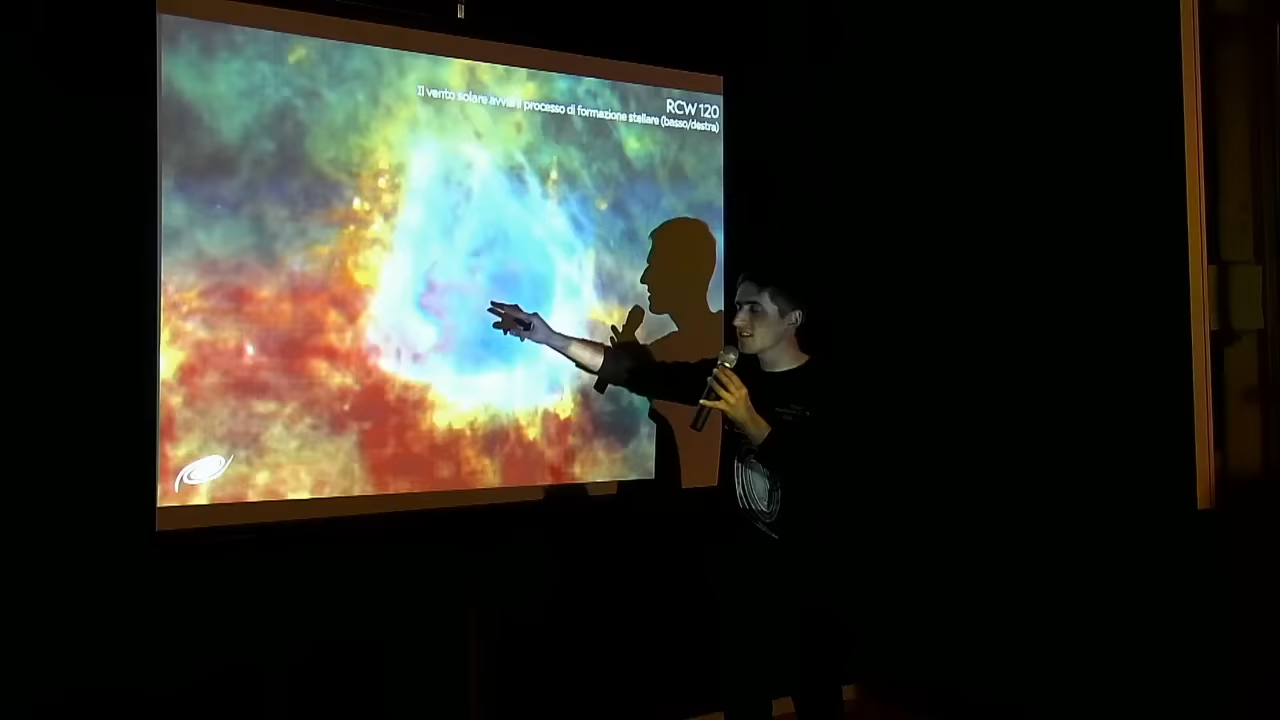 RCW 120
Il vento solare avvia il processo di formazione stellare (basso/destra)